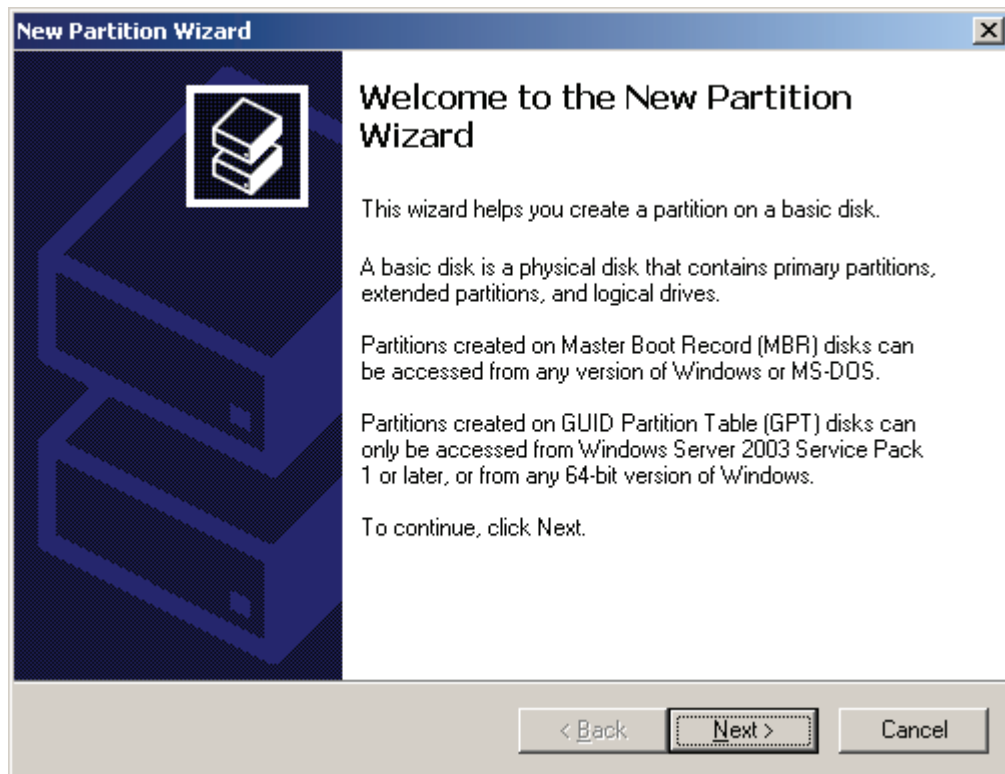 New Partition Wizard
Welcome to the New Partition
Wizard
This wizard helps you create a partition on a basic disk.
A basic disk is a physical disk that contains primary partitions,
extended partitions, and logical drives.
Partitions created on Master Boot Record (MBR) disks can
be accessed from any version of Windows or MS-DOS.
Partitions created on GUID Partition Table (GPT) disks can
only be accessed from Windows Server 2003 Service Pack
1 or later, or from any 64-bit version of Windows.
To continue, click Next.
< Back Next > Cancel